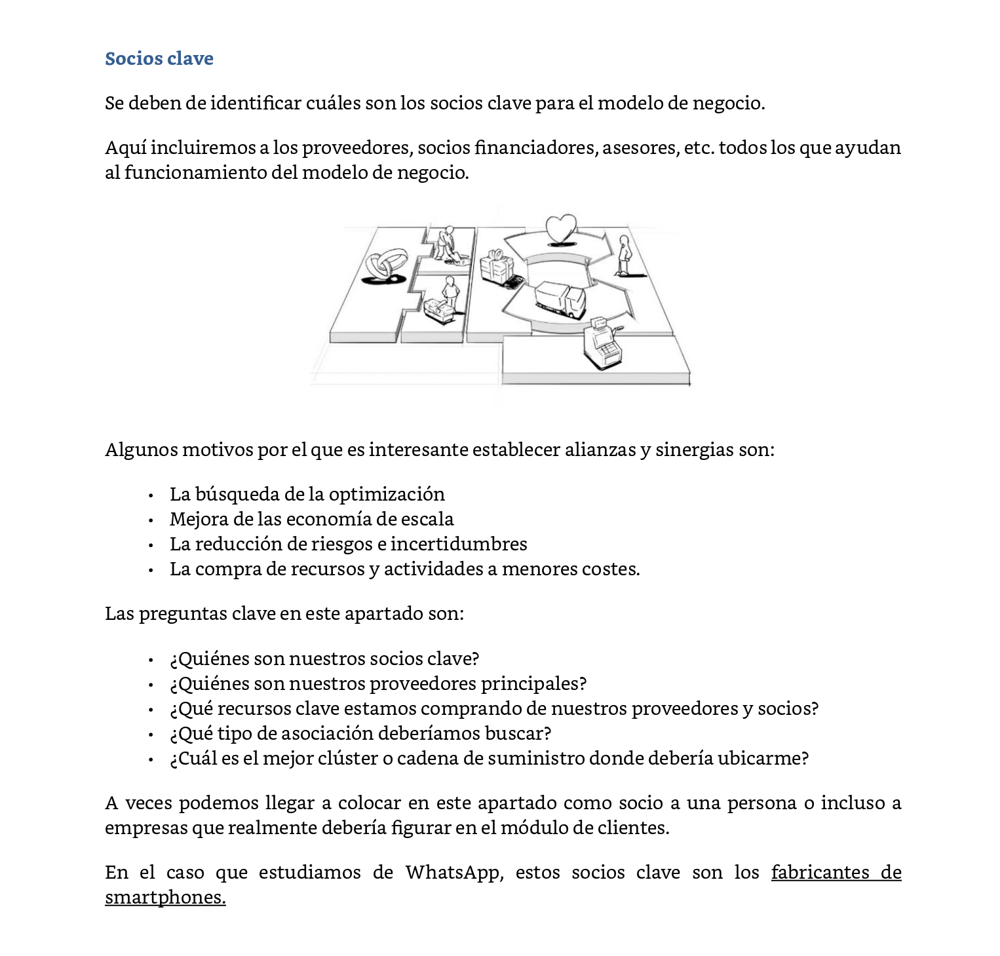 Socios clave
Se deben de identificar cuáles son los socios clave para el modelo de negocio.
Aquí incluiremos a los proveedores, socios financiadores, asesores, etc. todos los que ayudan
al funcionamiento del modelo de negocio.
Algunos motivos por el que es interesante establecer alianzas y sinergias son:
• La búsqueda de la optimización
• Mejora de las economía de escala
• La reducción de riesgos e incertidumbres
• La compra de recursos y actividades a menores costes.
Las preguntas clave en este apartado son:
• ¿Quiénes son nuestros socios clave?
• ¿Quiénes son nuestros proveedores principales?
• ¿Qué recursos clave estamos comprando de nuestros proveedores y socios?
• ¿Qué tipo de asociación deberíamos buscar?
• ¿Cuál es el mejor clúster o cadena de suministro donde debería ubicarme?
A veces podemos llegar a colocar en este apartado como socio a una persona o incluso a
empresas que realmente debería figurar en el módulo de clientes.
En el caso que estudiamos de WhatsApp, estos socios clave son los fabricantes de
smartphones.